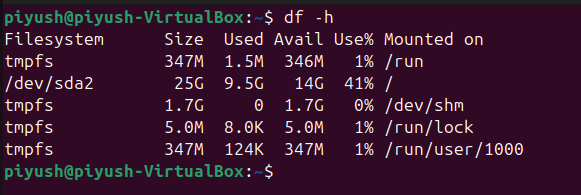 piyush@piyush-VirtualBox:~$ df -h
Filesystem      Size  Used Avail Use% Mounted on
tmpfs           347M  1.5M  346M   1% /run
/dev/sda2        25G  9.5G   14G  41% /
tmpfs           1.7G     0  1.7G   0% /dev/shm
tmpfs           5.0M  8.0K  5.0M   1% /run/lock
tmpfs           347M  124K  347M   1% /run/user/1000
piyush@piyush-VirtualBox:~$